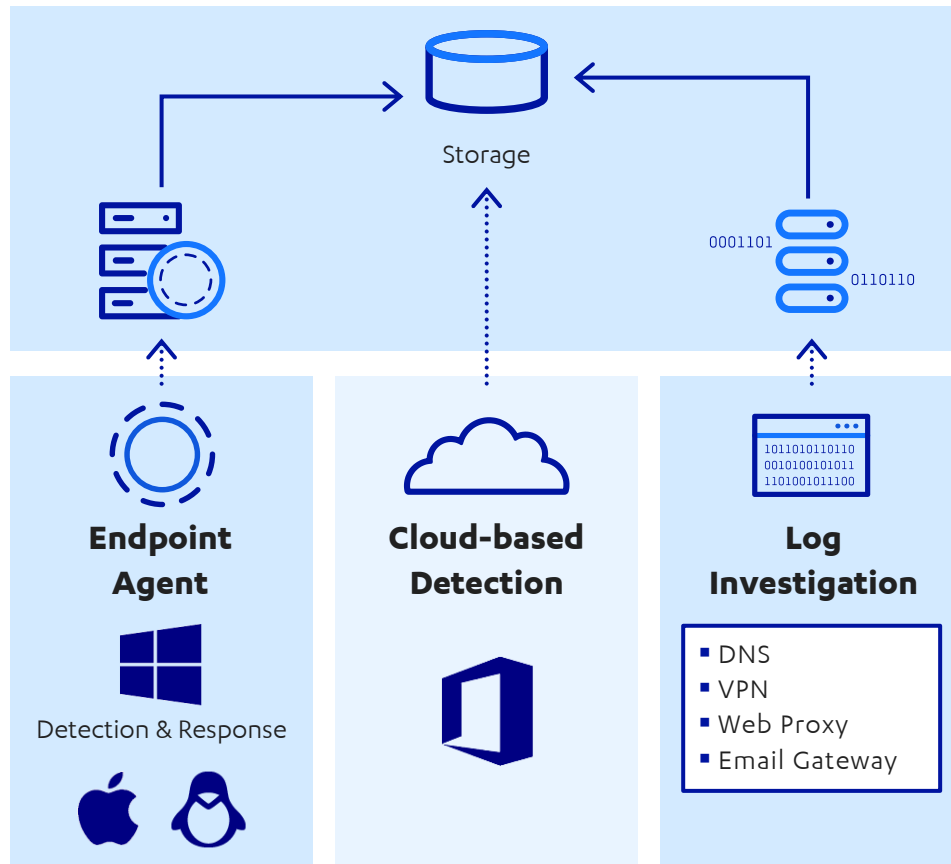 Storage
0001101
0110110
1011010110110
0010100101011
1101001011100
Endpoint
Agent
Detection & Response
Cloud-based
Detection
Log
Investigation
DNS
VPN
Web Proxy
Email Gateway